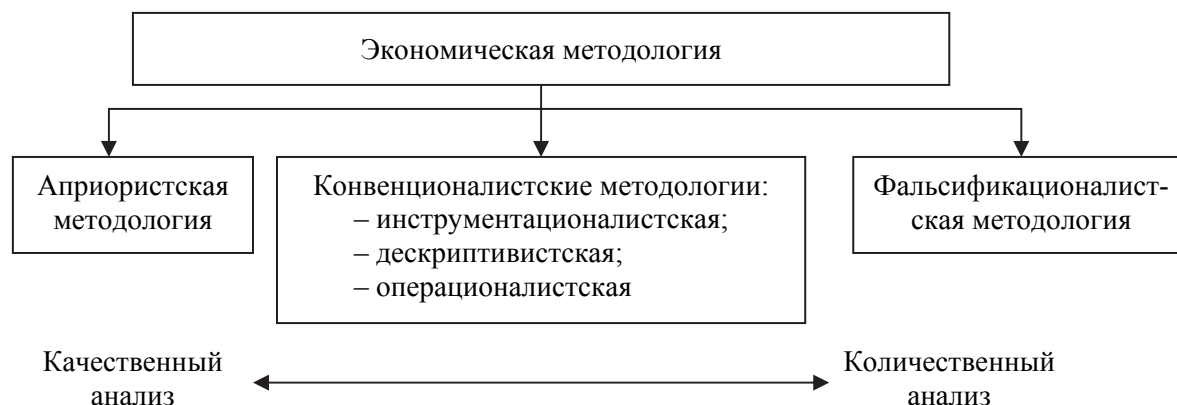 Экономическая методология
Априористская
методология
Конвенционалистские методологии:
– инструментационалистская;
– дескриптивистская;
– операционалистская
Фальсификационалист-
ская методология
Качественный
анализ
Количественный
анализ